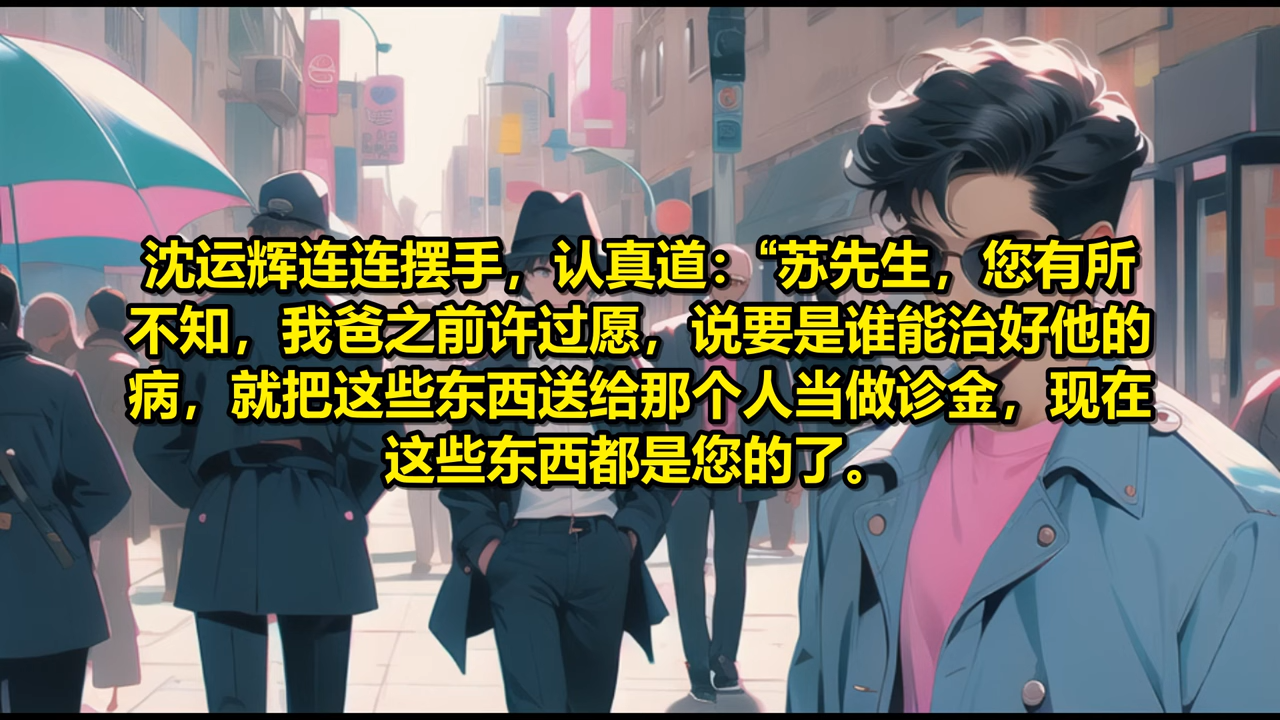 沈运辉连连摆手，认真道：“苏先生，您有所
不知，我爸之前许过愿，说要是谁能治好他的
病，就把这些东西送给那个人当做诊金，现在
这些东西都是您的了。